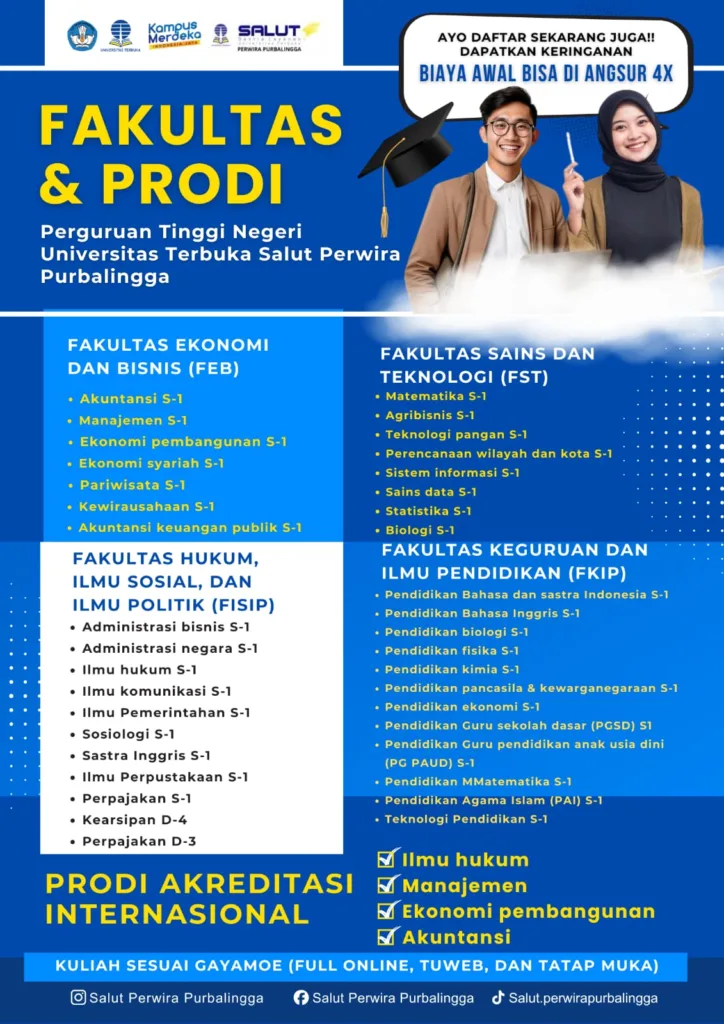 UNIVERSITAS TERBUKA
Kampus
Merdeka
INDONESIA JAYA
SALUT
PERWIRA PURBALINGGA
AYO DAFTAR SEKARANG JUGA!!
DAPATKAN KERINGANAN
BIAYA AWAL BISA DI ANGSUR 4X
FAKULTAS
& PRODI
Perguruan Tinggi Negeri
Universitas Terbuka Salut Perwira
Purbalingga
FAKULTAS EKONOMI
DAN BISNIS (FEB)
• Akuntansi S-1
• Manajemen S-1
• Ekonomi pembangunan S-1
• Ekonomi syariah S-1
• Pariwisata S-1
• Kewirausahaan S-1
• Akuntansi keuangan publik S-1
FAKULTAS SAINS DAN
TEKNOLOGI (FST)
• Matematika S-1
• Agribisnis S-1
• Teknologi pangan S-1
• Perencanaan wilayah dan kota S-1
• Sistem informasi S-1
• Sains data S-1
• Statistika S-1
• Biologi S-1
FAKULTAS HUKUM,
ILMU SOSIAL, DAN
ILMU POLITIK (FISIP)
• Administrasi bisnis S-1
• Administrasi negara S-1
• Ilmu hukum S-1
• Ilmu komunikasi S-1
• Ilmu Pemerintahan S-1
• Sosiologi S-1
• Sastra Inggris S-1
• Ilmu Perpustakaan S-1
• Perpajakan S-1
• Kearsipan D-4
• Perpajakan D-3
FAKULTAS KEGURUAN DAN
ILMU PENDIDIKAN (FKIP)
• Pendidikan Bahasa dan sastra Indonesia S-1
• Pendidikan Bahasa Inggris S-1
• Pendidikan biologi S-1
• Pendidikan fisika S-1
• Pendidikan kimia S-1
• Pendidikan pancasila & kewarganegaraan S-1
• Pendidikan ekonomi S-1
• Pendidikan Guru sekolah dasar (PGSD) S1
• Pendidikan Guru pendidikan anak usia dini
(PG PAUD) S-1
• Pendidikan MMatematika S-1
• Pendidikan Agama Islam (PAI) S-1
• Teknologi Pendidikan S-1
PRODI AKREDITASI
INTERNASIONAL
Ilmu hukum
Manajemen
Ekonomi pembangunan
Akuntansi
KULIAH SESUAI GAYAMOE (FULL ONLINE, TUWEB, DAN TATAP MUKA)
Salut Perwira Purbalingga
Salut Perwira Purbalingga
Salut.perwirapurbalingga